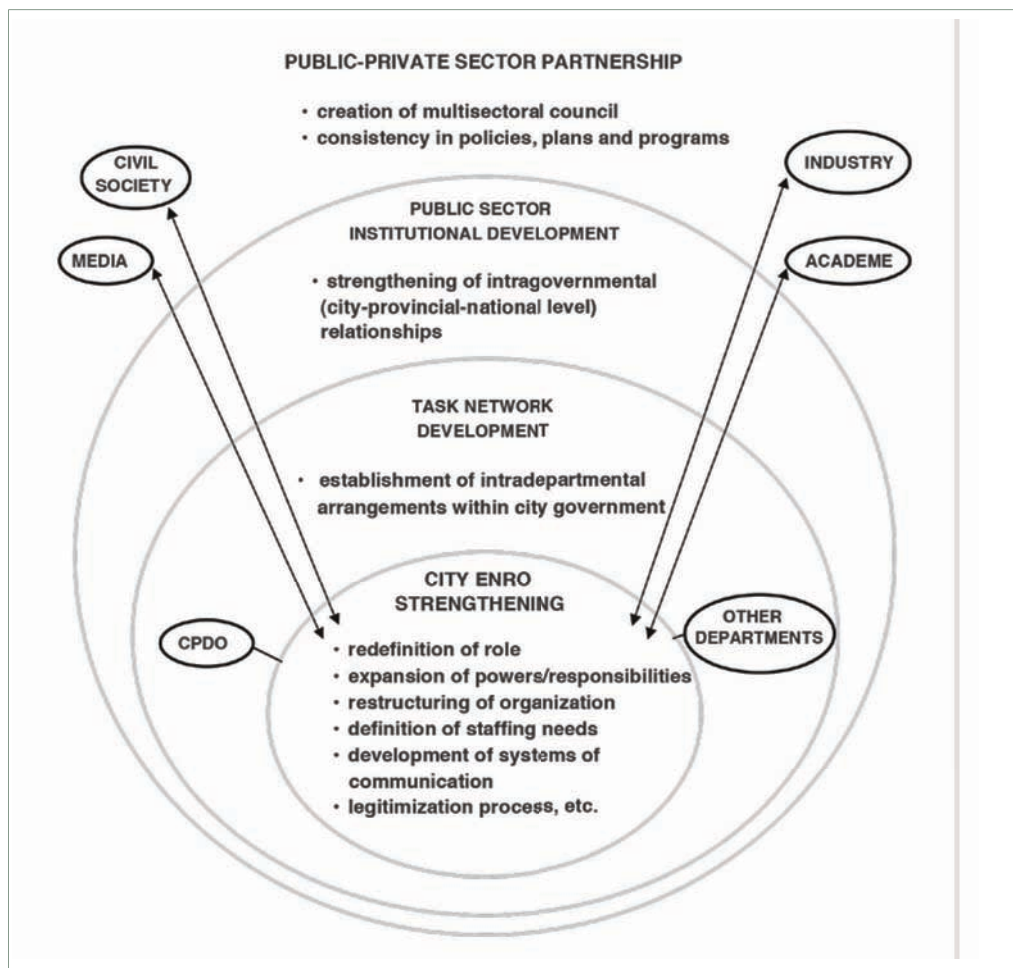 PUBLIC-PRIVATE SECTOR PARTNERSHIP
• creation of multisectoral council
• consistency in policies, plans and programs
CIVIL
SOCIETY
INDUSTRY
PUBLIC SECTOR
INSTITUTIONAL DEVELOPMENT
MEDIA
ACADEME
• strengthening of intragovernmental
(city-provincial-national level)
relationships
TASK NETWORK
DEVELOPMENT
• establishment of intradepartmental
arrangements within city government
CITY ENRO
STRENGTHENING
CPDO
OTHER
DEPARTMENTS
• redefinition of role
• expansion of powers/responsibilities
• restructuring of organization
• definition of staffing needs
• development of systems of
communication
• legitimization process, etc.